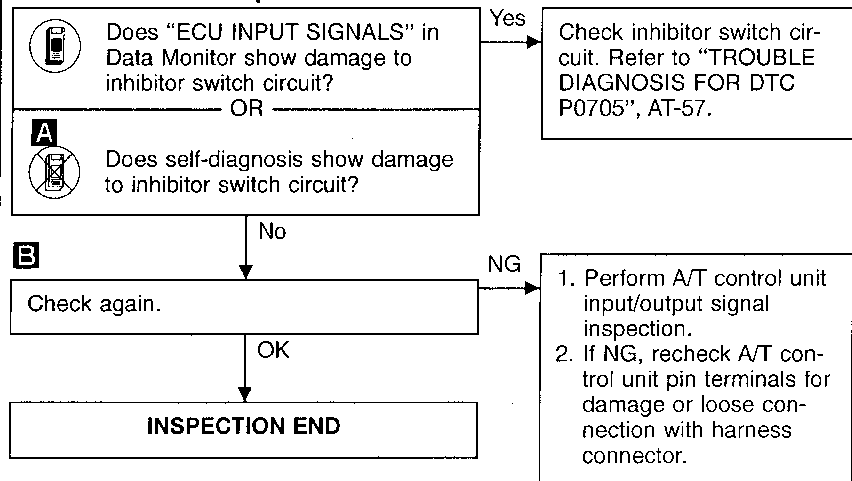 Does “ECU INPUT SIGNALS” in
Data Monitor show damage to
inhibitor switch circuit?
OR
A
Does self-diagnosis show damage
to inhibitor switch circuit?
Yes
Check inhibitor switch cir-
cuit. Refer to “TROUBLE
DIAGNOSIS FOR DTC
P0705”, AT-57.
No
B
Check again.
NG
1. Perform A/T control unit
input/output signal
inspection.
2. If NG, recheck A/T con-
trol unit pin terminals for
damage or loose con-
nection with harness
connector.
OK
INSPECTION END